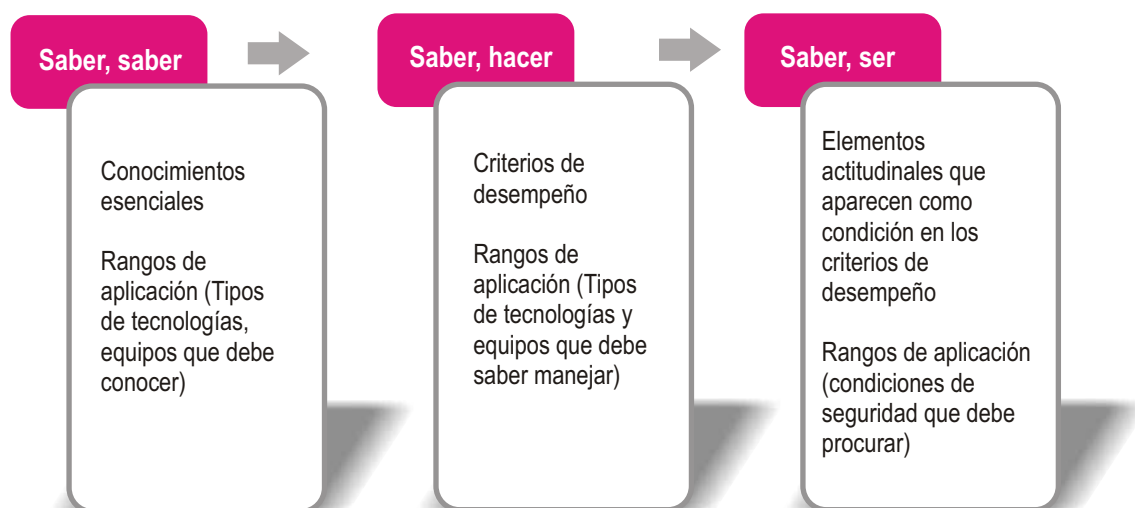 Saber, saber
Conocimientos
esenciales
Rangos de
aplicación (Tipos
de tecnologías,
equipos que debe
conocer)
Saber, hacer
Criterios de
desempeño
Rangos de
aplicación (Tipos
de tecnologías y
equipos que debe
saber manejar)
Saber, ser
Elementos
actitudinales que
aparecen como
condición en los
criterios de
desempeño
Rangos de aplicación
(condiciones de
seguridad que debe
procurar)